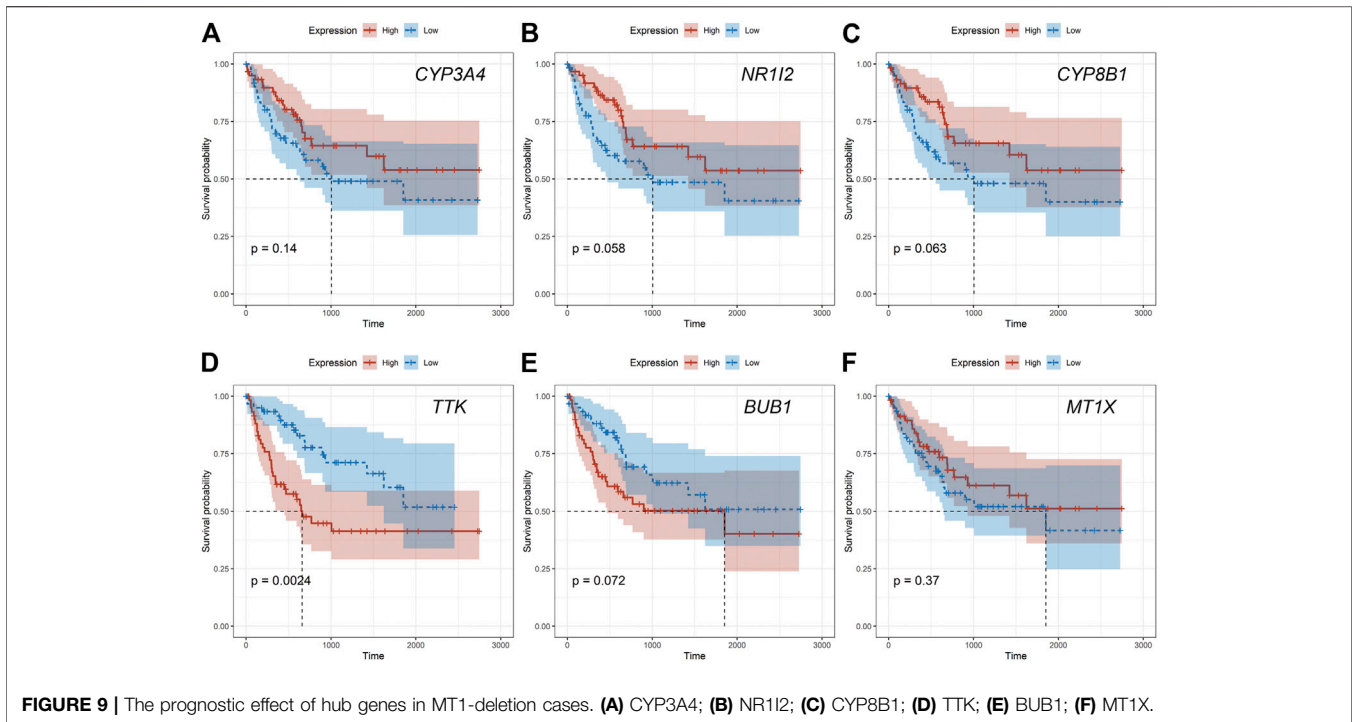 A
Expression High Low
CYP3A4
Survival probability
1.00
0.75
0.50
0.25
0.00
p = 0.14
0 1000 2000 3000
Time
B
Expression High Low
NR1I2
Survival probability
1.00
0.75
0.50
0.25
0.00
p = 0.058
0 1000 2000 3000
Time
C
Expression High Low
CYP8B1
Survival probability
1.00
0.75
0.50
0.25
0.00
p = 0.063
0 1000 2000 3000
Time
D
Expression High Low
TTK
Survival probability
1.00
0.75
0.50
0.25
0.00
p = 0.0024
0 1000 2000 3000
Time
E
Expression High Low
BUB1
Survival probability
1.00
0.75
0.50
0.25
0.00
p = 0.072
0 1000 2000 3000
Time
F
Expression High Low
MT1X
Survival probability
1.00
0.75
0.50
0.25
0.00
p = 0.37
0 1000 2000 3000
Time
FIGURE 9 | The prognostic effect of hub genes in MT1-deletion cases. (A) CYP3A4; (B) NR1I2; (C) CYP8B1; (D) TTK; (E) BUB1; (F) MT1X.